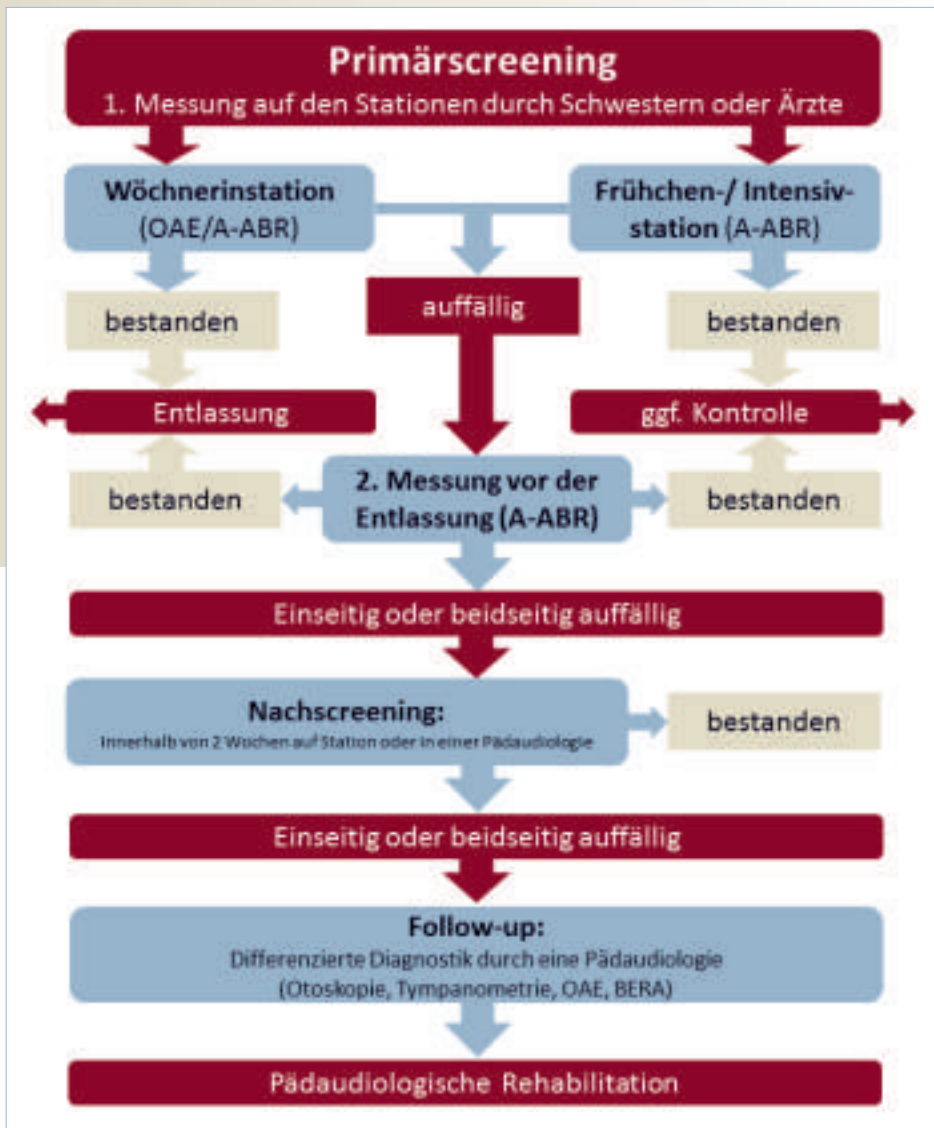 Primärscreening
1. Messung auf den Stationen durch Schwestern oder Ärzte
Wöchnerinstation
(OAE/A-ABR)
Frühchen-/ Intensiv-
station (A-ABR)
bestanden
auffällig
bestanden
Entlassung
ggf. Kontrolle
bestanden
2. Messung vor der
Entlassung (A-ABR)
bestanden
Einseitig oder beidseitig auffällig
Nachscreening:
Innerhalb von 2 Wochen auf Station oder in einer Pädaudiologie
bestanden
Einseitig oder beidseitig auffällig
Follow-up:
Differenzierte Diagnostik durch eine Pädaudiologie
(Otoskopie, Tympanometrie, OAE, BERA)
Pädaudiologische Rehabilitation